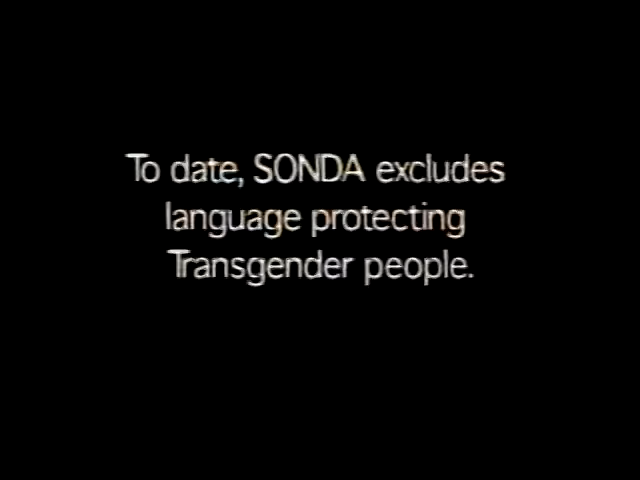 To date, SONDA excludes
language protecting
Transgender people.